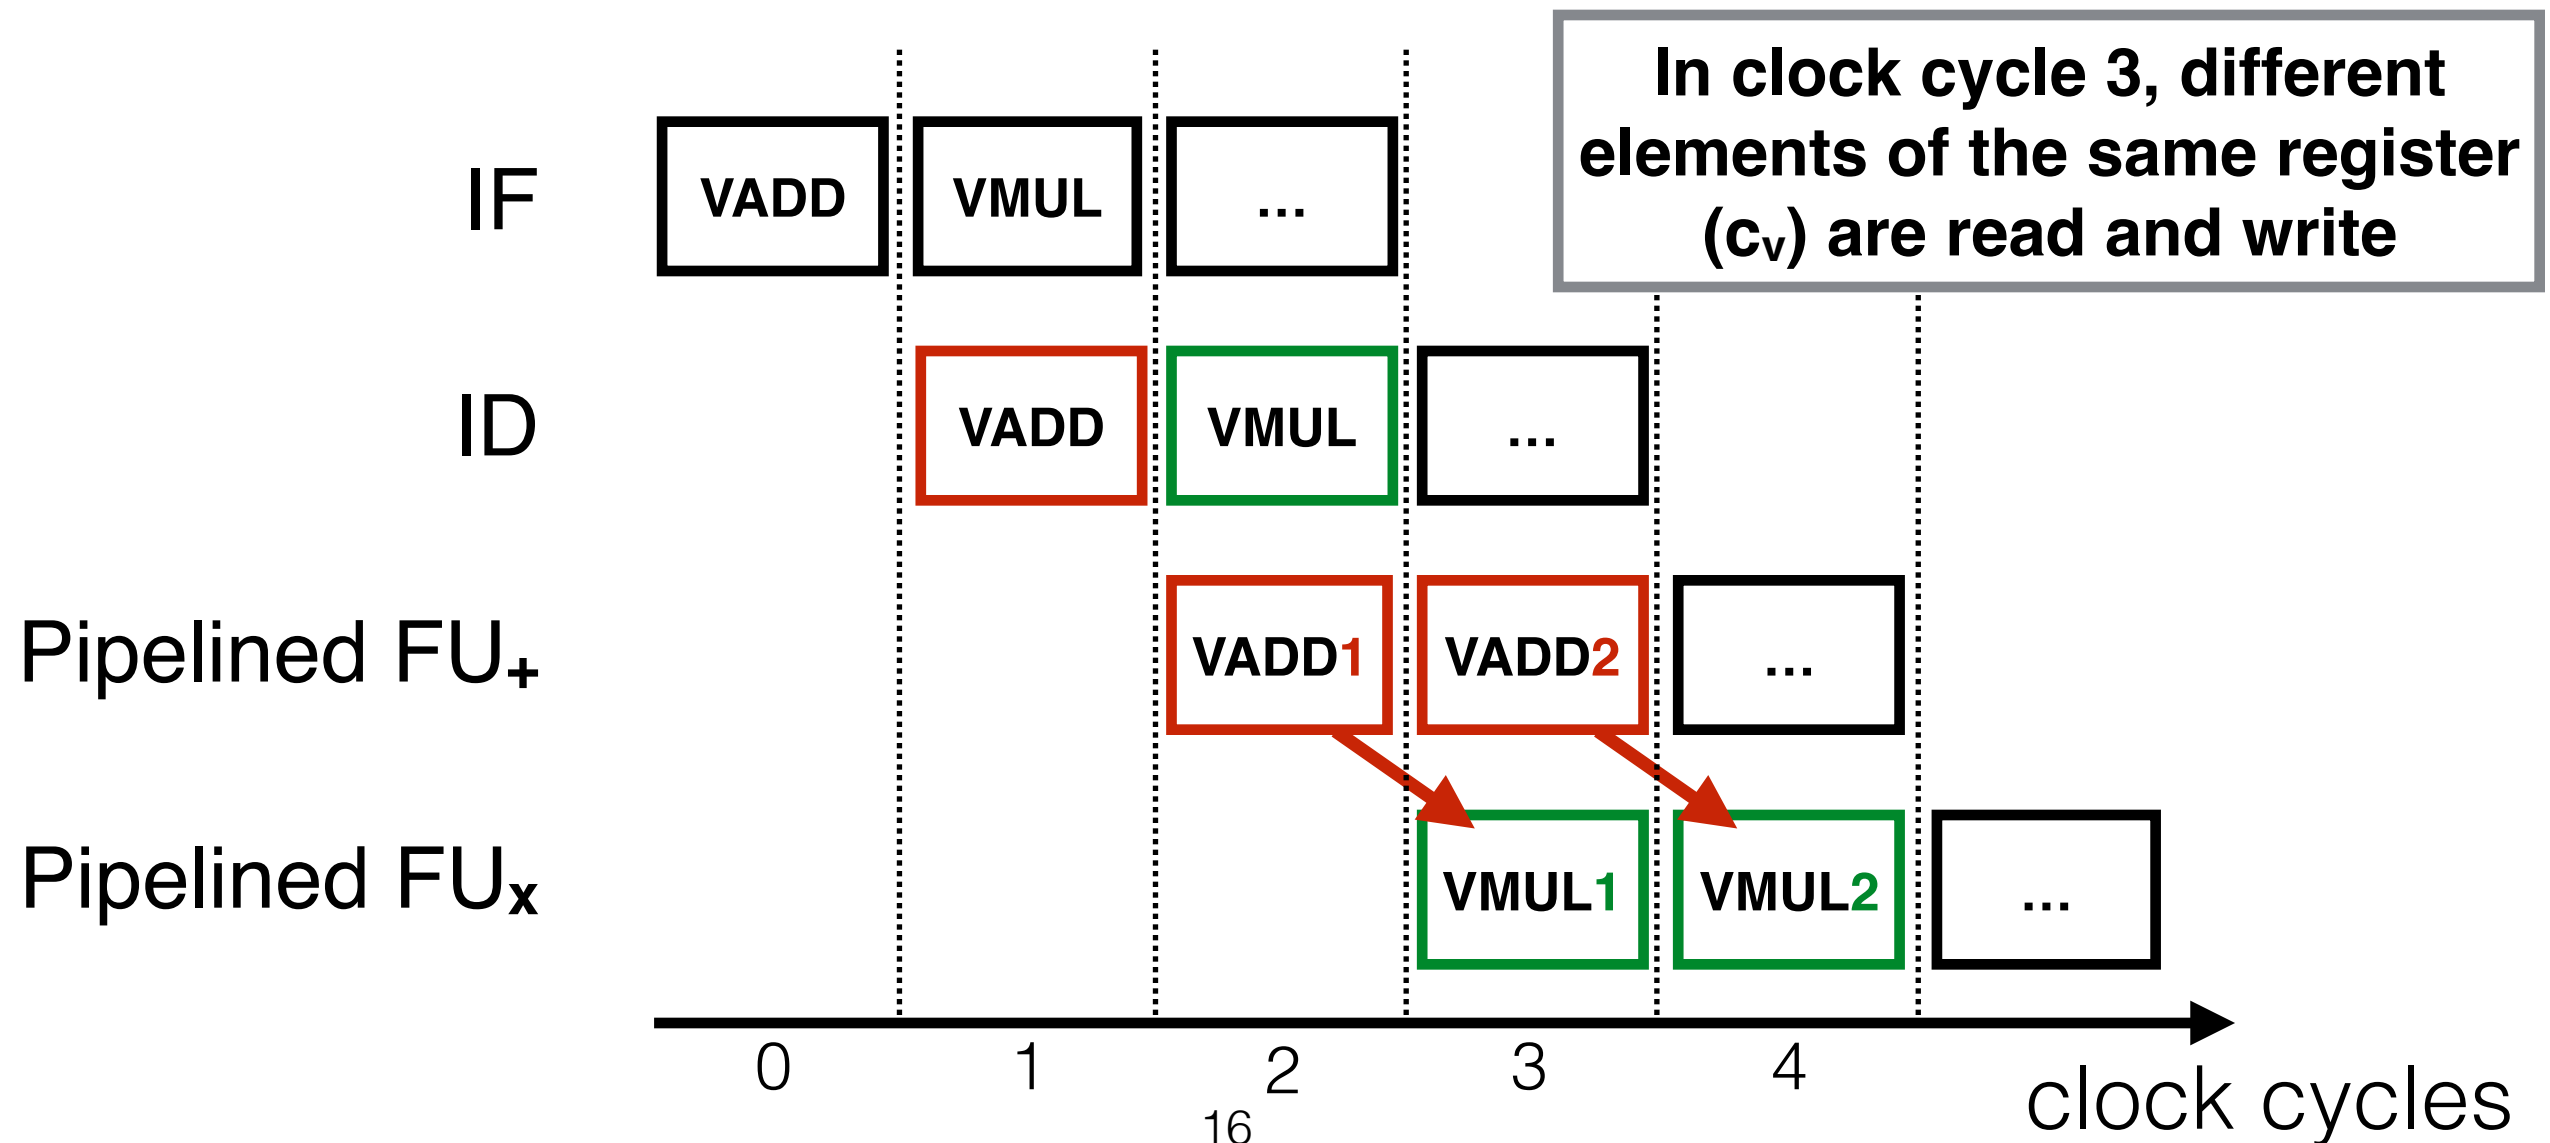 In clock cycle 3, different
elements of the same register
(cv) are read and write
IF VADD VMUL ...
ID VADD VMUL ...
Pipelined FU+ VADD1 VADD2 ...
Pipelined FUx VMUL1 VMUL2 ...
0 1 2 3 4
clock cycles
16